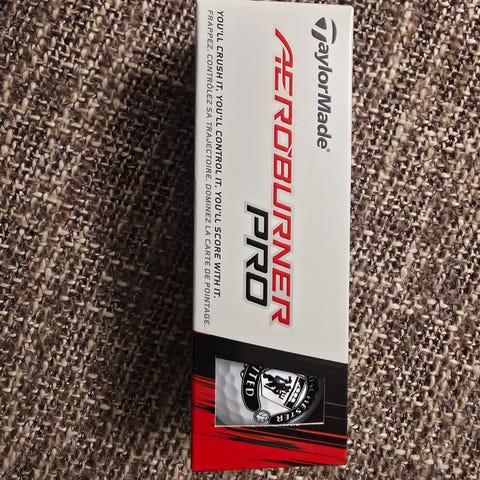 TaylorMade®
AEROBURNER
PRO
YOU'LL CRUSH IT. YOU'LL CONTROL IT. YOU'LL SCORE WITH IT.
FRAPPEZ. CONTRÔLEZ SA TRAJECTOIRE. DOMINEZ LA CARTE DE POINTAGE.